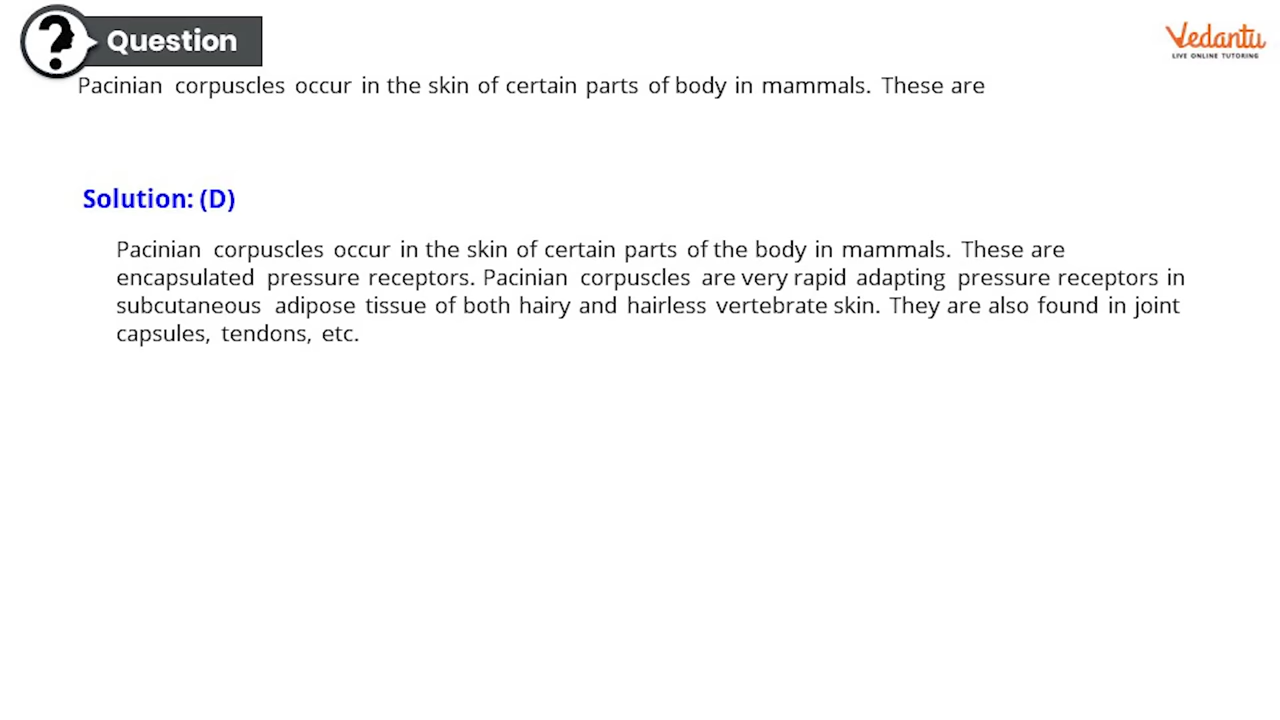 Question
Vedantu
LIVE ONLINE TUTORING
Pacinian corpuscles occur in the skin of certain parts of body in mammals. These are
Solution: (D)
Pacinian corpuscles occur in the skin of certain parts of the body in mammals. These are
encapsulated pressure receptors. Pacinian corpuscles are very rapid adapting pressure receptors in
subcutaneous adipose tissue of both hairy and hairless vertebrate skin. They are also found in joint
capsules, tendons, etc.